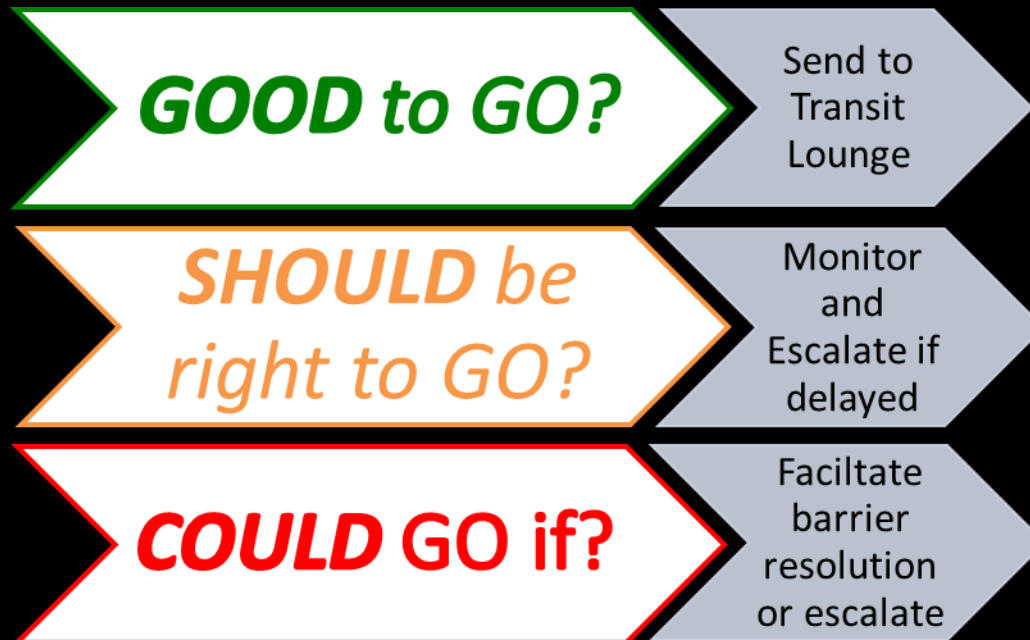 GOOD to GO?
Send to
Transit
Lounge
SHOULD be
right to GO?
Monitor
and
Escalate if
delayed
COULD GO if?
Faciltate
barrier
resolution
or escalate